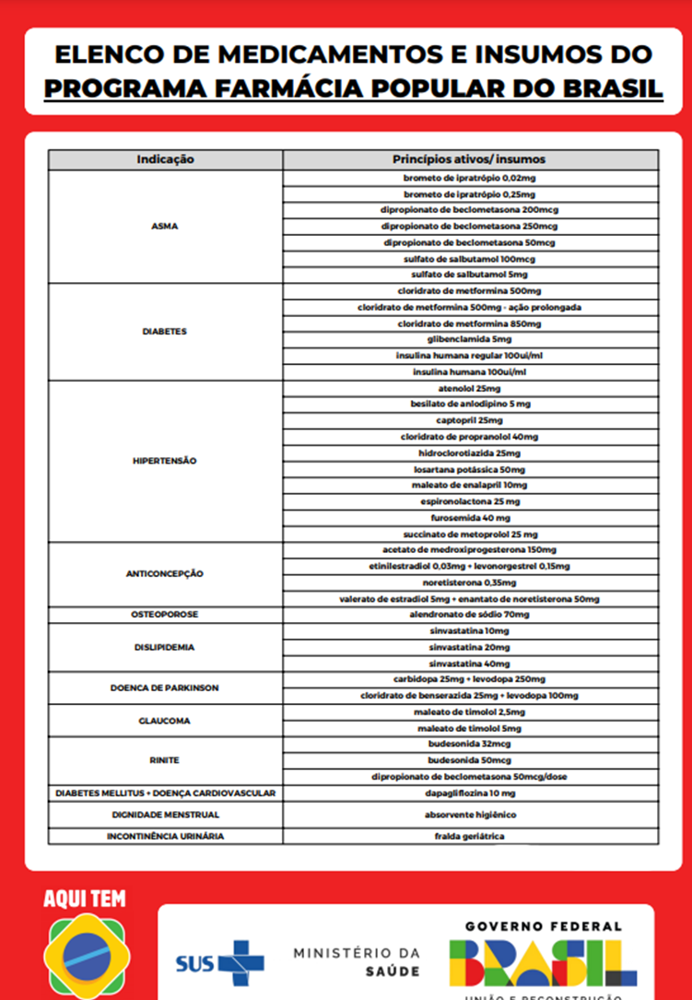 ELENCO DE MEDICAMENTOS E INSUMOS DO
PROGRAMA FARMÁCIA POPULAR DO BRASIL
Indicação
Princípios ativos/ insumos
ASMA
brometo de ipratrópio 0,02mg
brometo de ipratrópio 0,25mg
dipropionato de beclometasona 200mcg
dipropionato de beclometasona 250mcg
dipropionato de beclometasona 50mcg
sulfato de salbutamol 100mcg
sulfato de salbutamol 5mg
DIABETES
cloridrato de metformina 500mg
cloridrato de metformina 500mg - ação prolongada
cloridrato de metformina 850mg
glibenclamida 5mg
insulina humana regular 100ui/ml
insulina humana 100ui/ml
HIPERTENSÃO
atenolol 25mg
besilato de anlodipino 5 mg
captopril 25mg
cloridrato de propranolol 40mg
hidroclorotiazida 25mg
losartana potássica 50mg
maleato de enalapril 10mg
espironolactona 25 mg
furosemida 40 mg
succinato de metoprolol 25 mg
ANTICONCEPÇÃO
acetato de medroxiprogesterona 150mg
etinilestradiol 0,03mg + levonorgestrel 0,15mg
noretisterona 0,35mg
valerato de estradiol 5mg + enantato de noretisterona 50mg
OSTEOPOROSE
alendronato de sódio 70mg
DISLIPIDEMIA
sinvastatina 10mg
sinvastatina 20mg
sinvastatina 40mg
DOENCA DE PARKINSON
carbidopa 25mg + levodopa 250mg
cloridrato de benserazida 25mg + levodopa 100mg
GLAUCOMA
maleato de timolol 2,5mg
maleato de timolol 5mg
RINITE
budesonida 32mcg
budesonida 50mcg
dipropionato de beclometasona 50mcg/dose
DIABETES MELLITUS + DOENÇA CARDIOVASCULAR
dapagliflozina 10 mg
DIGNIDADE MENSTRUAL
absorvente higiênico
INCONTINÊNCIA URINÁRIA
fralda geriátrica
AQUI TEM
SUS
MINISTÉRIO DA
SAÚDE
GOVERNO FEDERAL
BRASIL
UNIÃO E RECONSTRUÇÃO